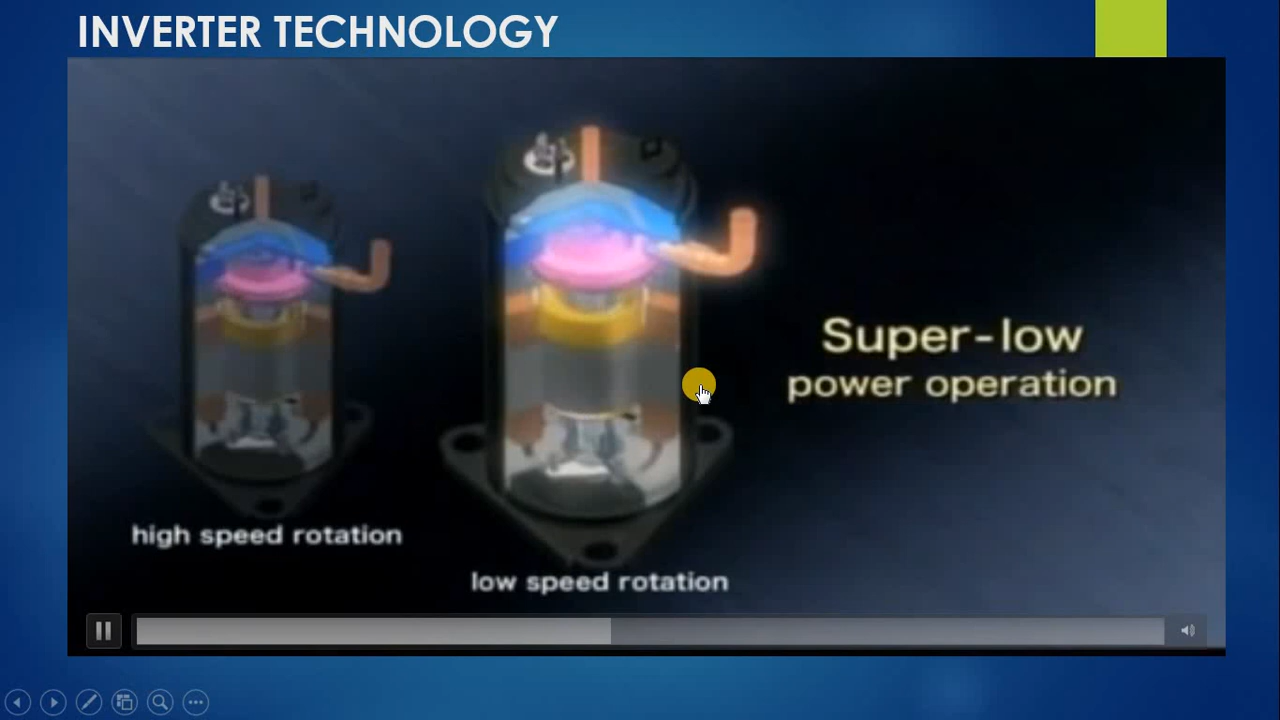 INVERTER TECHNOLOGY
Super-low
power operation
high speed rotation
low speed rotation